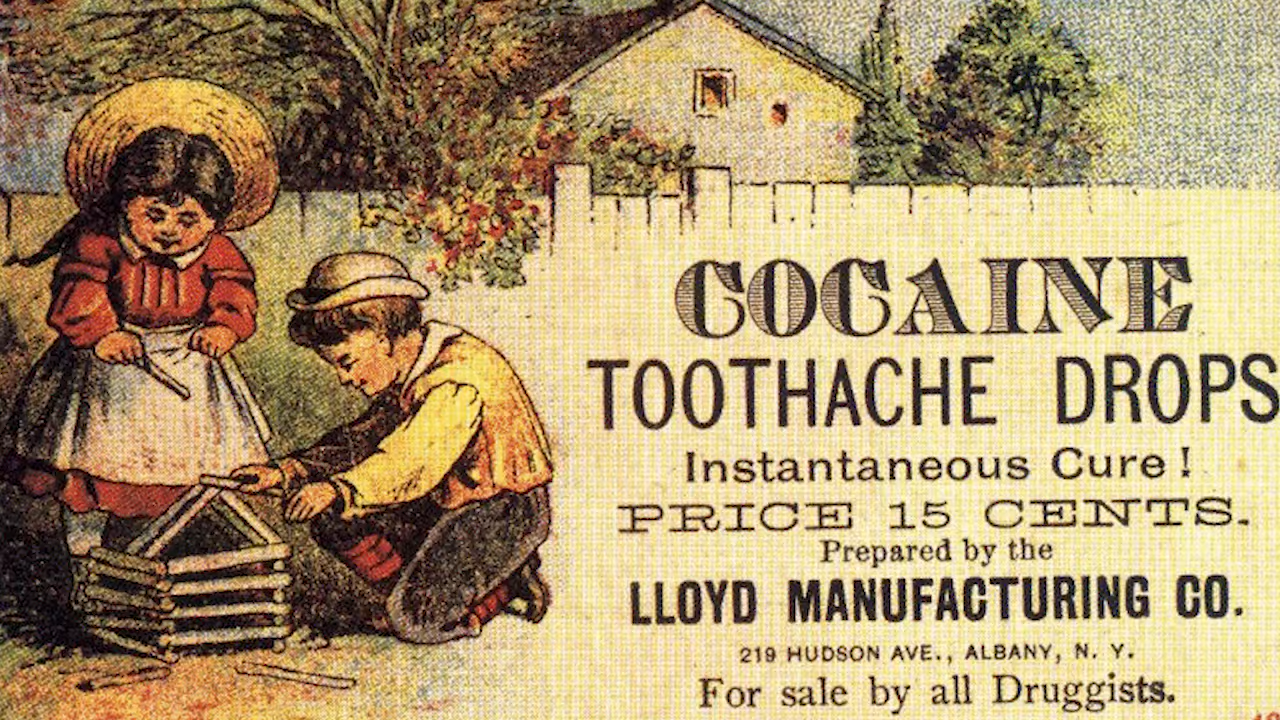 COCAINE
TOOTHACHE DROPS
Instantaneous Cure!
PRICE 15 CENTS.
Prepared by the
LLOYD MANUFACTURING CO.
219 HUDSON AVE., ALBANY, N. Y.
For sale by all Druggists.